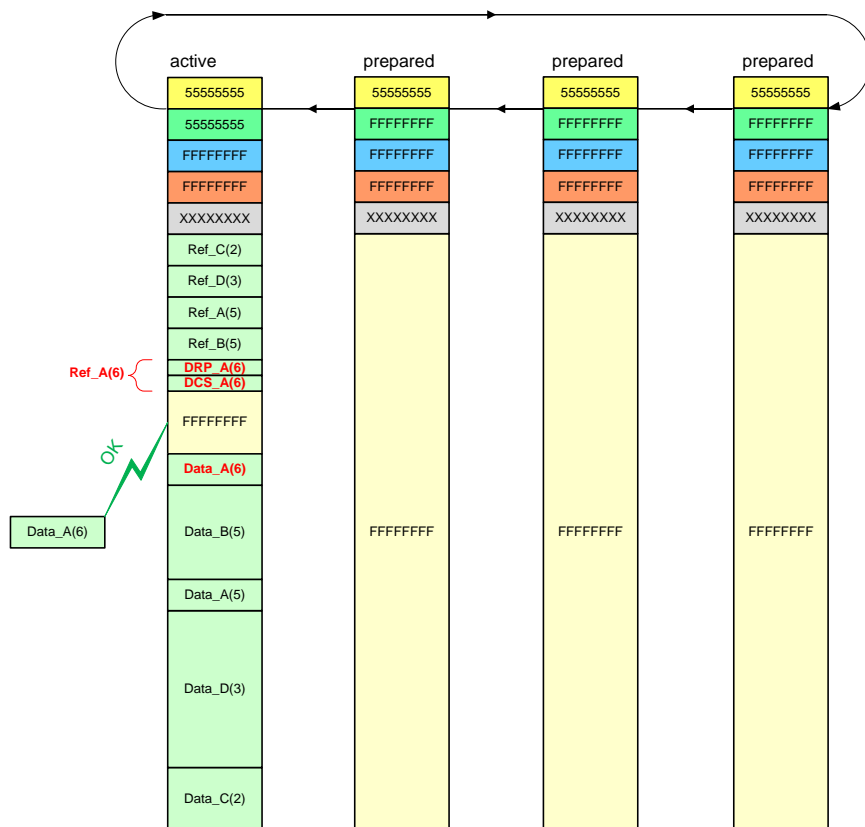 active
prepared
prepared
prepared
55555555
55555555
55555555
55555555
55555555
FFFFFFFF
FFFFFFFF
FFFFFFFF
FFFFFFFF
FFFFFFFF
FFFFFFFF
FFFFFFFF
FFFFFFFF
FFFFFFFF
FFFFFFFF
FFFFFFFF
XXXXXXXX
XXXXXXXX
XXXXXXXX
XXXXXXXX
Ref_C(2)
Ref_D(3)
Ref_A(5)
Ref_B(5)
Ref_A(6)
DRP_A(6)
DCS_A(6)
FFFFFFFF
OK
Data_A(6)
Data_A(6)
Data_B(5)
FFFFFFFF
FFFFFFFF
FFFFFFFF
Data_A(5)
Data_D(3)
Data_C(2)